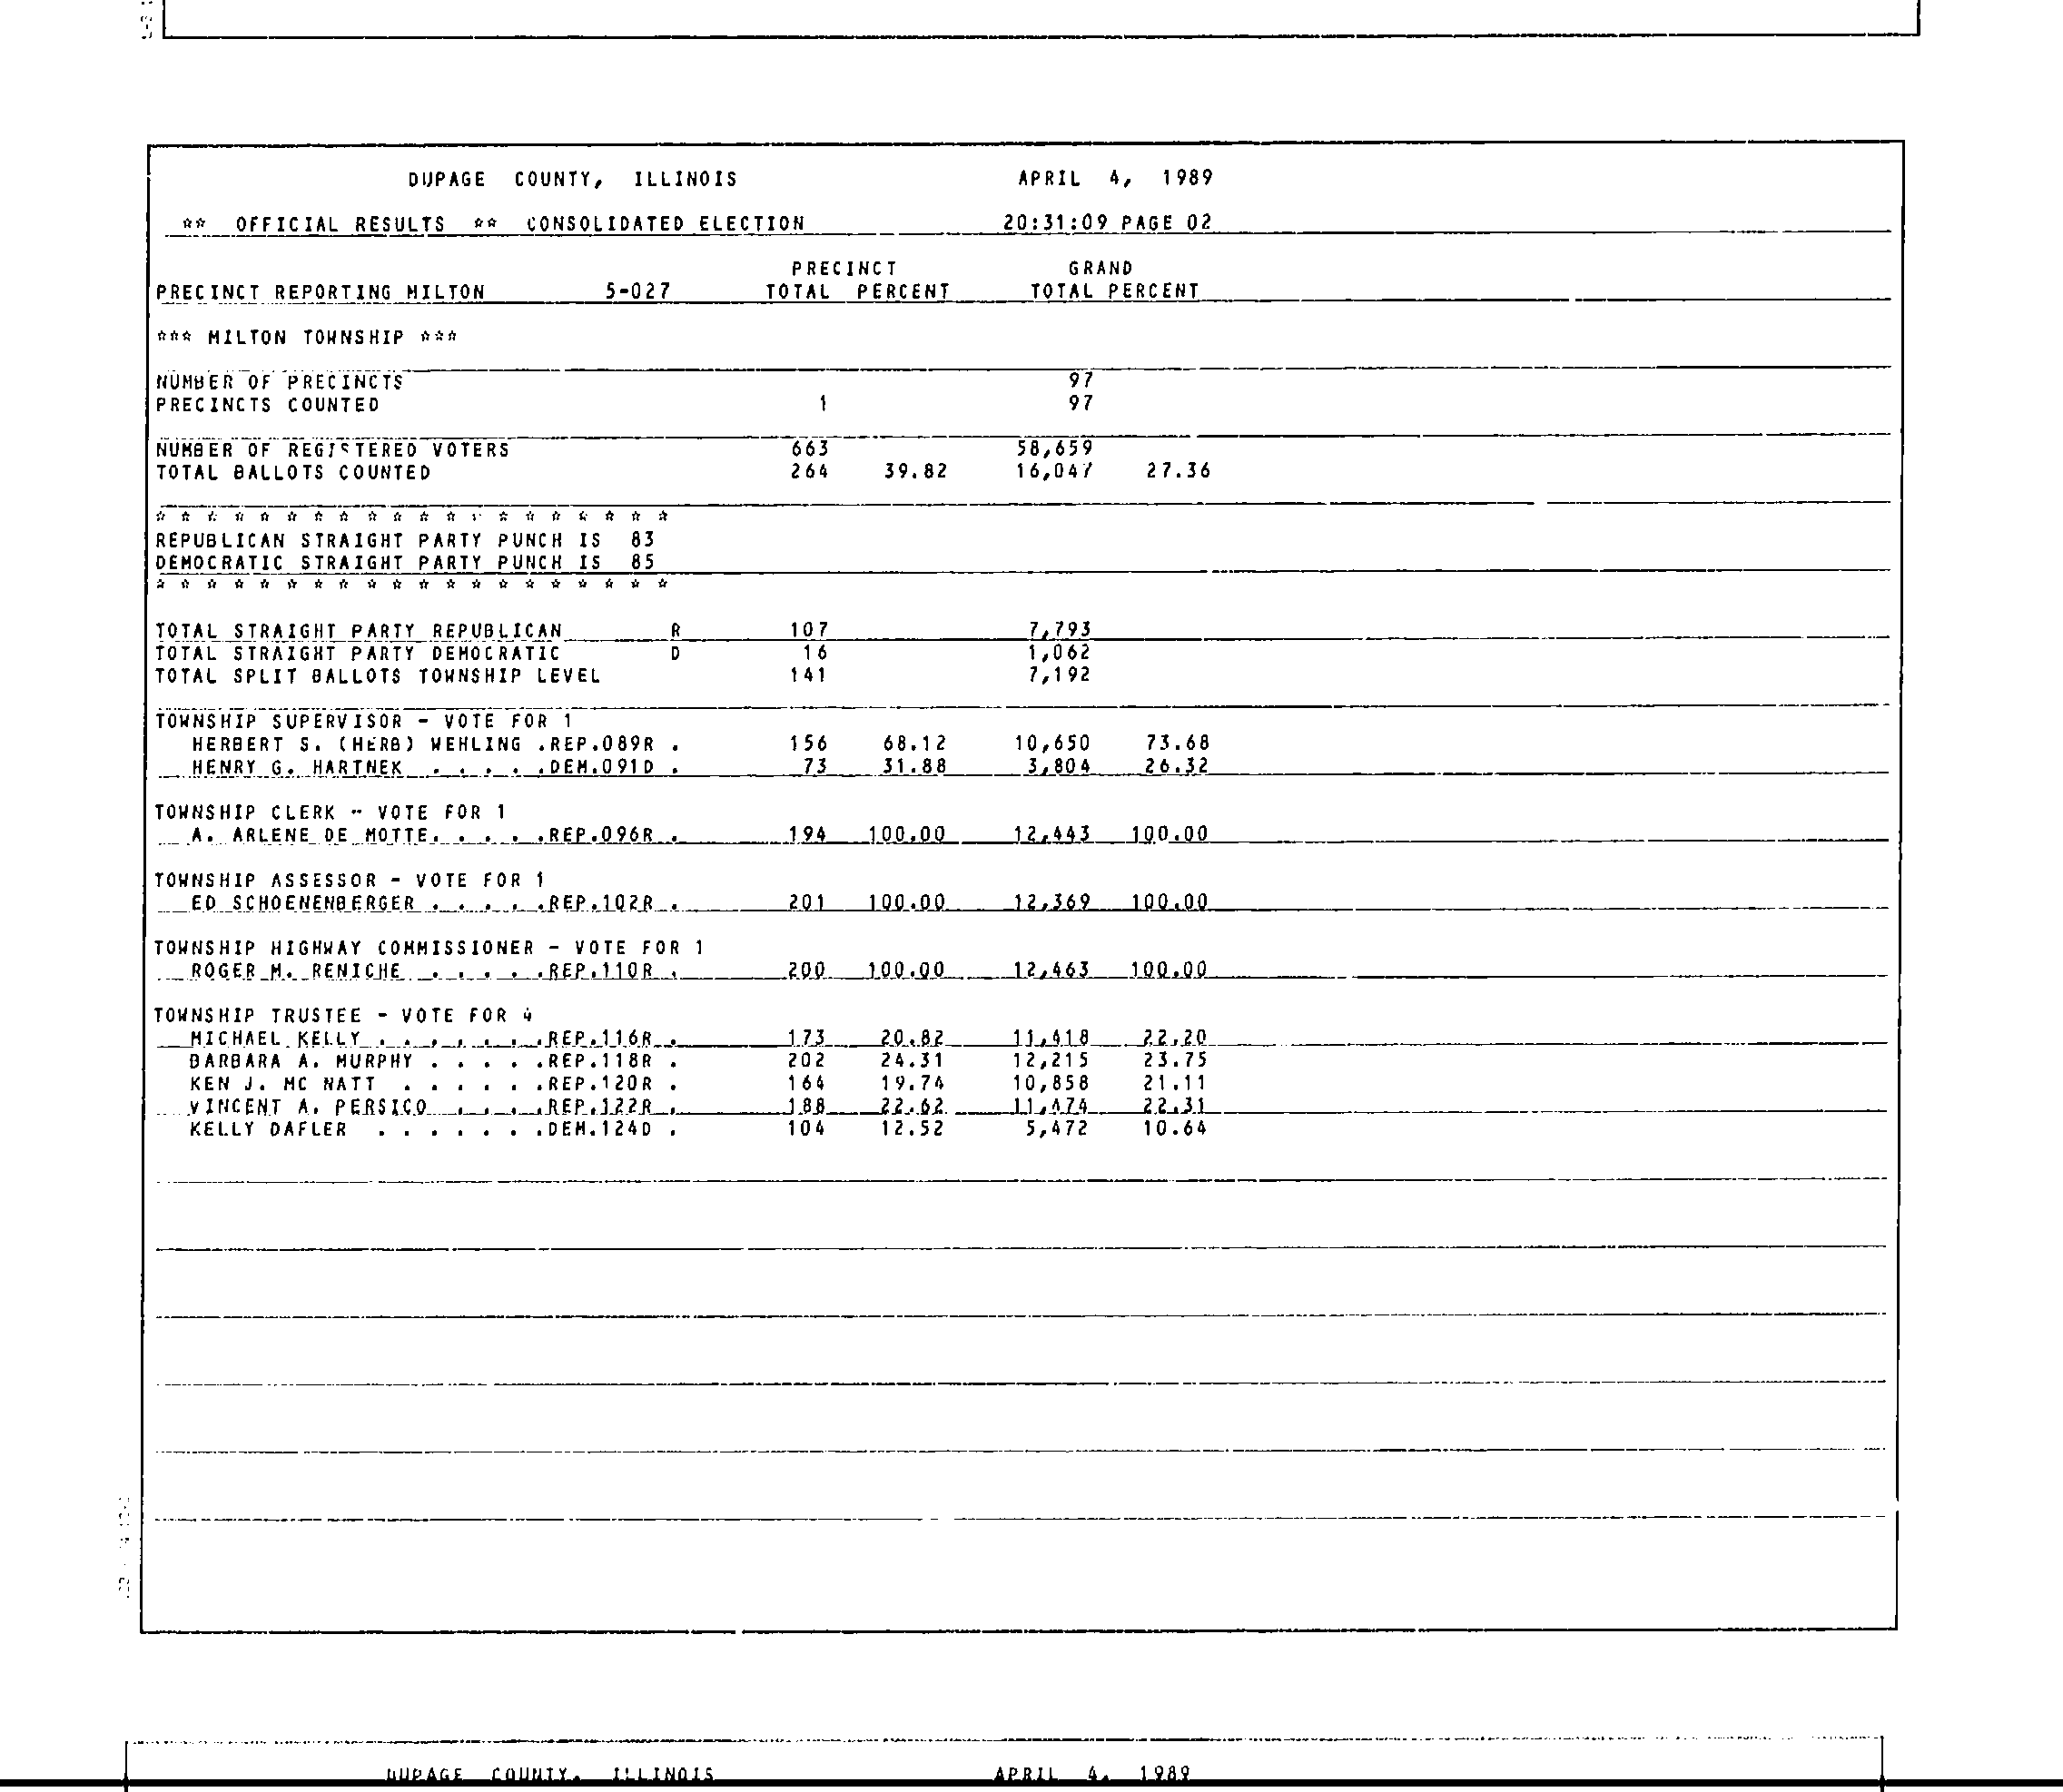 DUPAGE COUNTY, ILLINOIS APRIL 4, 1989
** OFFICIAL RESULTS ** CONSOLIDATED ELECTION 20:31:09 PAGE 02
PRECINCT GRAND
PRECINCT REPORTING MILTON 5-027 TOTAL PERCENT TOTAL PERCENT
*** MILTON TOWNSHIP ***
NUMBER OF PRECINCTS 97
PRECINCTS COUNTED 1 97
NUMBER OF REGISTERED VOTERS 663 58,659
TOTAL BALLOTS COUNTED 264 39.82 16,047 27.36
* * * * * * * * * * * * * * * * * * * *
REPUBLICAN STRAIGHT PARTY PUNCH IS 83
DEMOCRATIC STRAIGHT PARTY PUNCH IS 85
* * * * * * * * * * * * * * * * * * * *
TOTAL STRAIGHT PARTY REPUBLICAN R 107 7,793
TOTAL STRAIGHT PARTY DEMOCRATIC D 16 1,062
TOTAL SPLIT BALLOTS TOWNSHIP LEVEL 141 7,192
TOWNSHIP SUPERVISOR - VOTE FOR 1
HERBERT S. (HERB) WEHLING .REP.089R . 156 68.12 10,650 73.68
HENRY G. HARTNEK . . . . .DEM.091D . 73 31.88 3,804 26.32
TOWNSHIP CLERK - VOTE FOR 1
A. ARLENE DE MOTTE. . . . .REP.096R . 194 100.00 12,443 100.00
TOWNSHIP ASSESSOR - VOTE FOR 1
ED SCHOENENBERGER . . . . .REP.102R . 201 100.00 12,369 100.00
TOWNSHIP HIGHWAY COMMISSIONER - VOTE FOR 1
ROGER M. RENICHE . . . . .REP.110R . 200 100.00 12,463 100.00
TOWNSHIP TRUSTEE - VOTE FOR 4
MICHAEL KELLY . . . . . . .REP.116R . 173 20.82 11,418 22.20
BARBARA A. MURPHY . . . . .REP.118R . 202 24.31 12,215 23.75
KEN J. MC NATT . . . . . .REP.120R . 164 19.74 10,858 21.11
VINCENT A. PERSICO . . . .REP.122R . 188 22.62 11,474 22.31
KELLY DAFLER . . . . . . .DEM.124D . 104 12.52 5,472 10.64
DUPAGE COUNTY, ILLINOIS APRIL 4, 1989